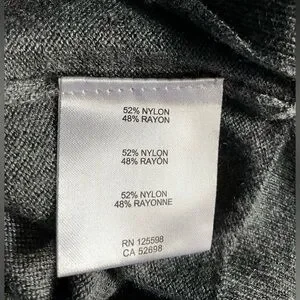 52% NYLON
48% RAYON
52% NYLON
48% RAYÓN
52% NYLON
48% RAYONNE
RN 125598
CA 52698